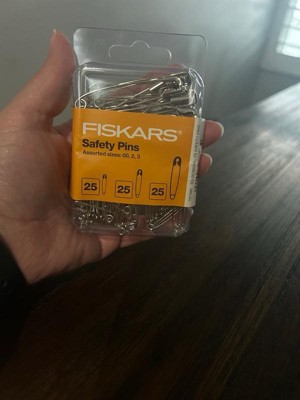 FISKARS®
Safety Pins
Assorted sizes: 00, 2, 3
25 25 25